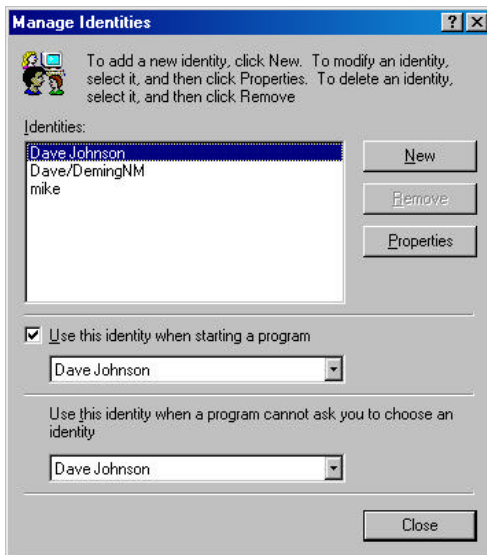 Manage Identities
To add a new identity, click New. To modify an identity,
select it, and then click Properties. To delete an identity,
select it, and then click Remove
Identities:
Dave Johnson
Dave/DemingNM
mike
New
Remove
Properties
Use this identity when starting a program
Dave Johnson
Use this identity when a program cannot ask you to choose an
identity
Dave Johnson
Close